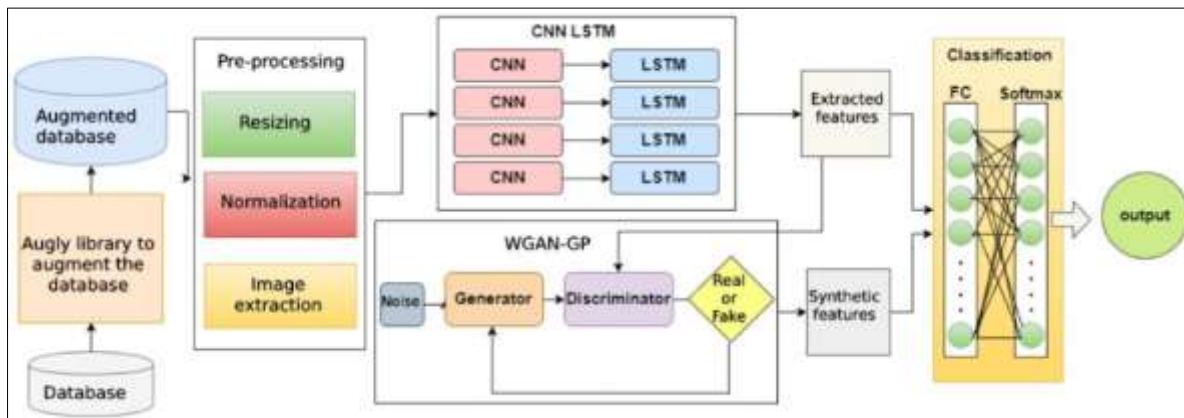 Augmented
database
Augly library to
augment the
database
Database
Pre-processing
Resizing
Normalization
Image
extraction
CNN LSTM
CNN
LSTM
CNN
LSTM
CNN
LSTM
CNN
LSTM
WGAN-GP
Noise
Generator
Discriminator
Real
or
Fake
Extracted
features
Synthetic
features
Classification
FC
Softmax
output